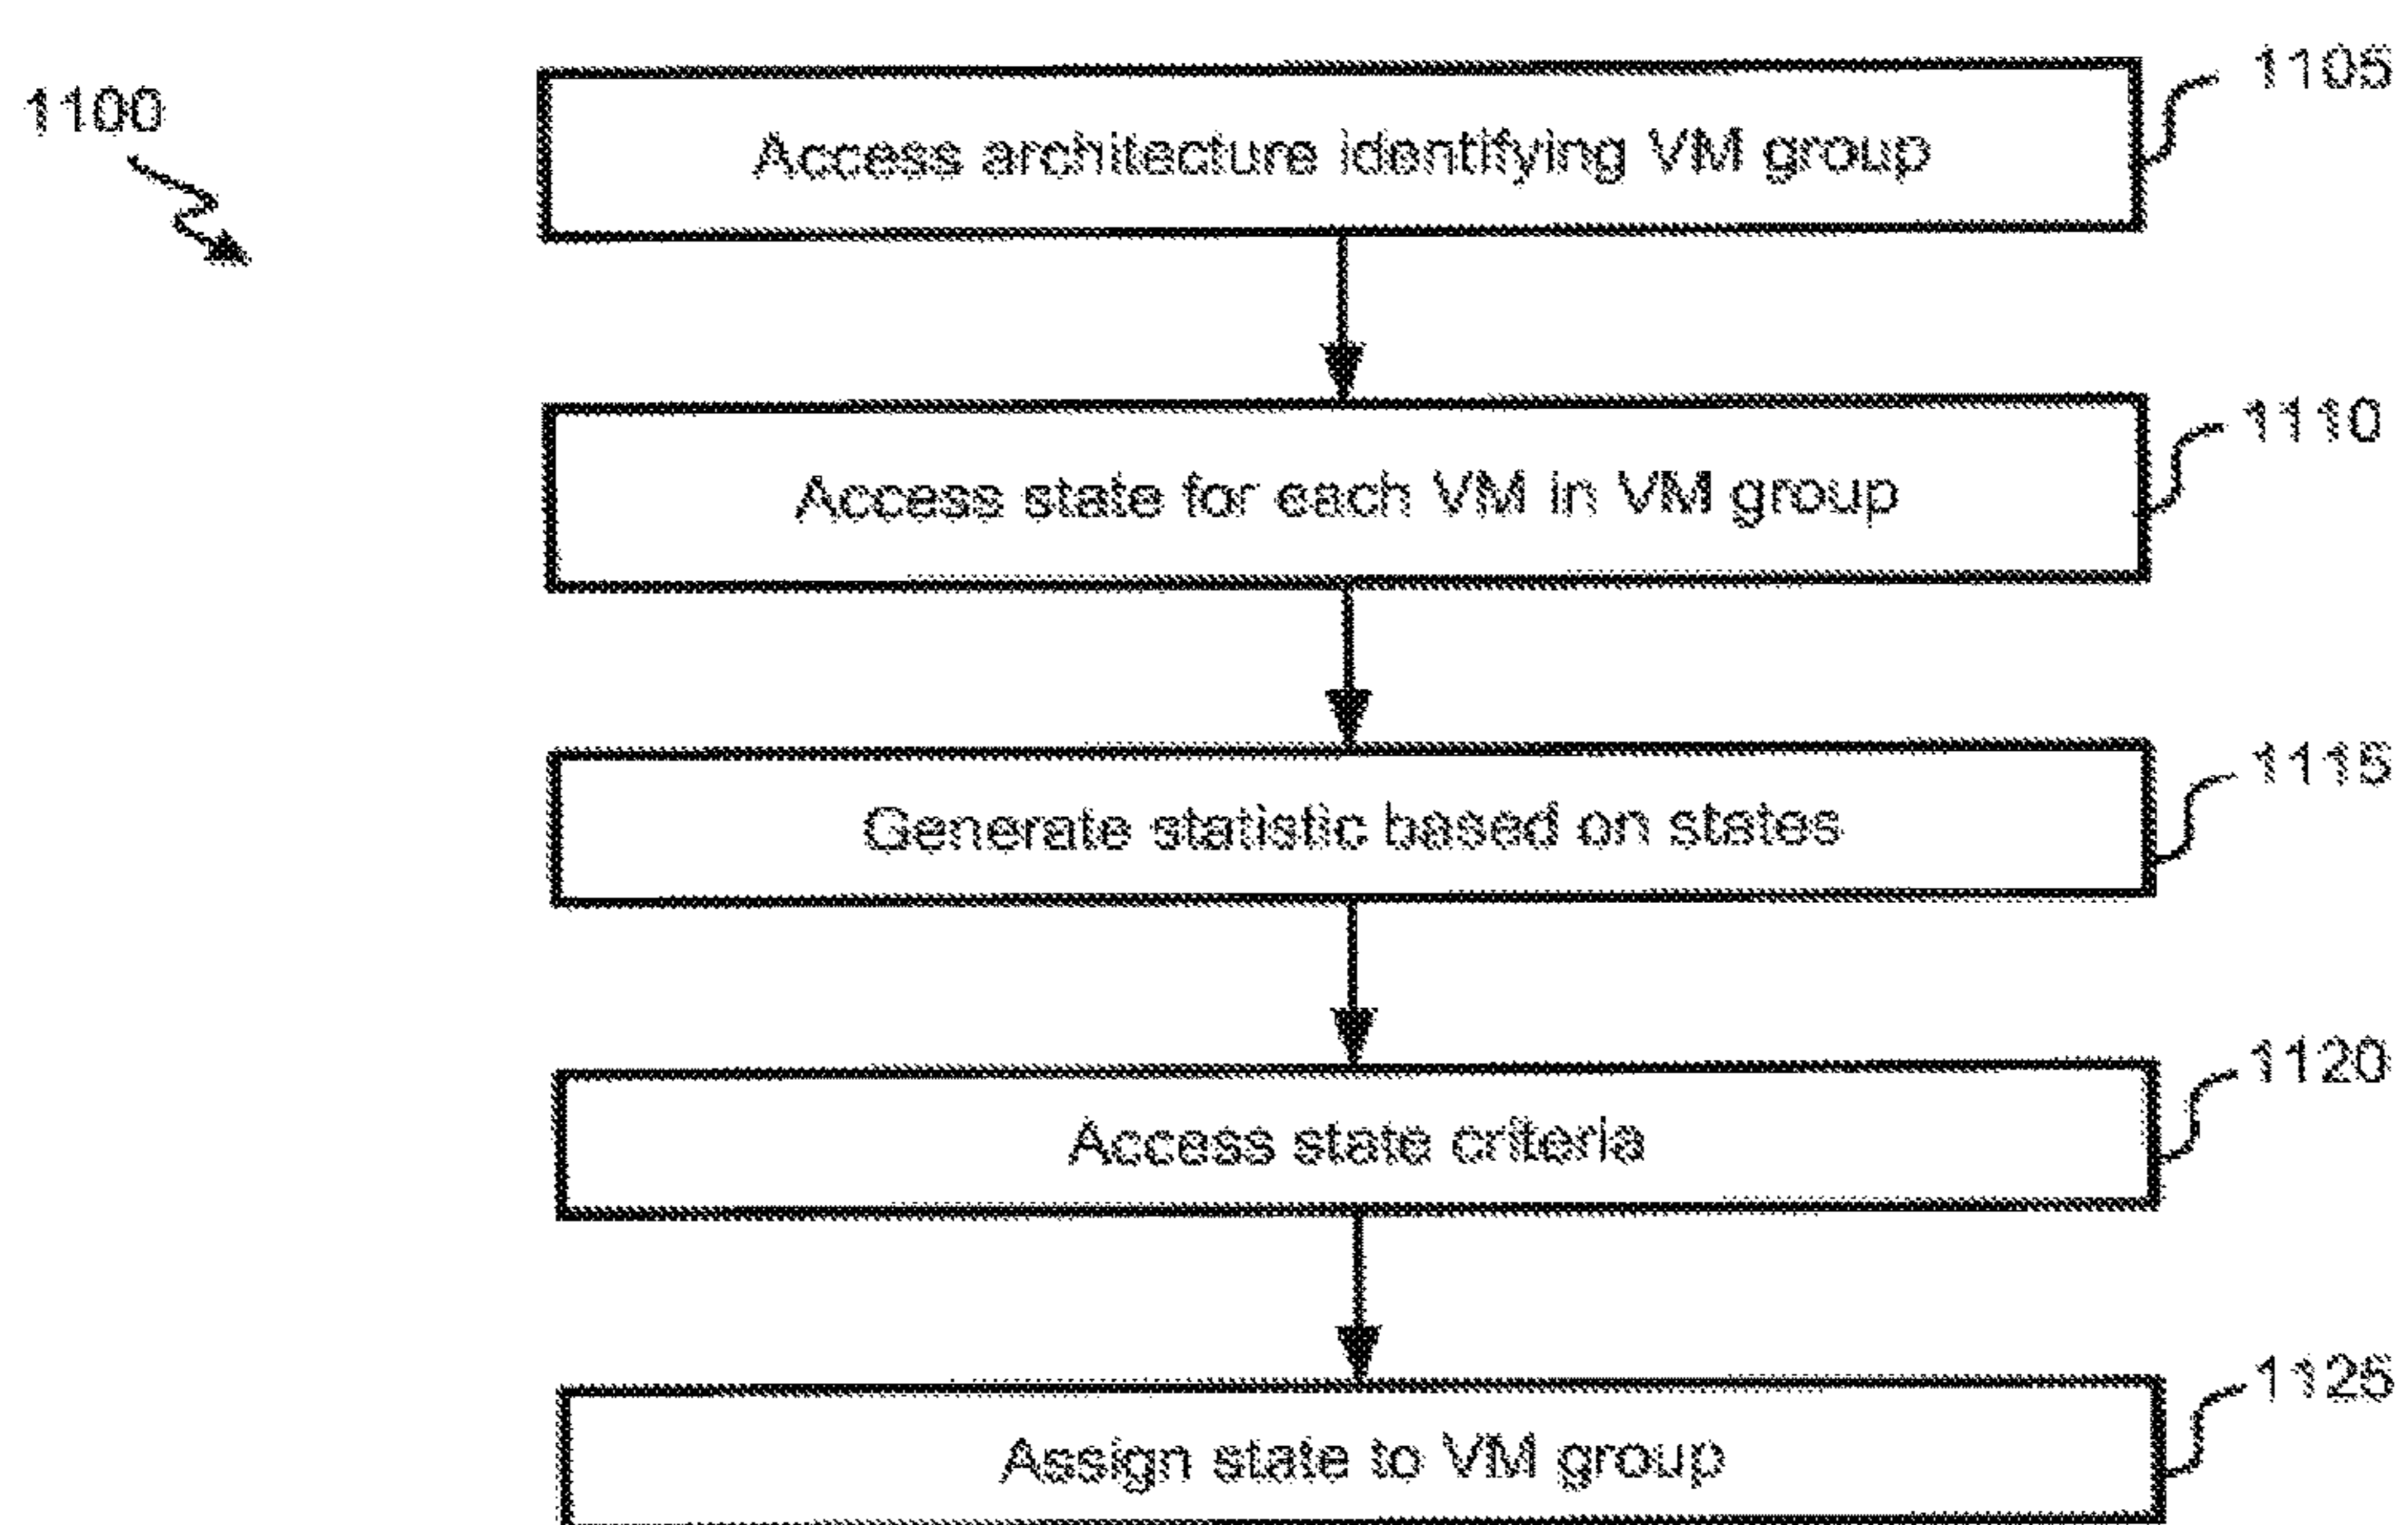 1100
1105
Access architecture identifying VM group
1110
Access state for each VM in VM group
1115
Generate statistic based on states
1120
Access state criteria
1125
Assign state to VM group